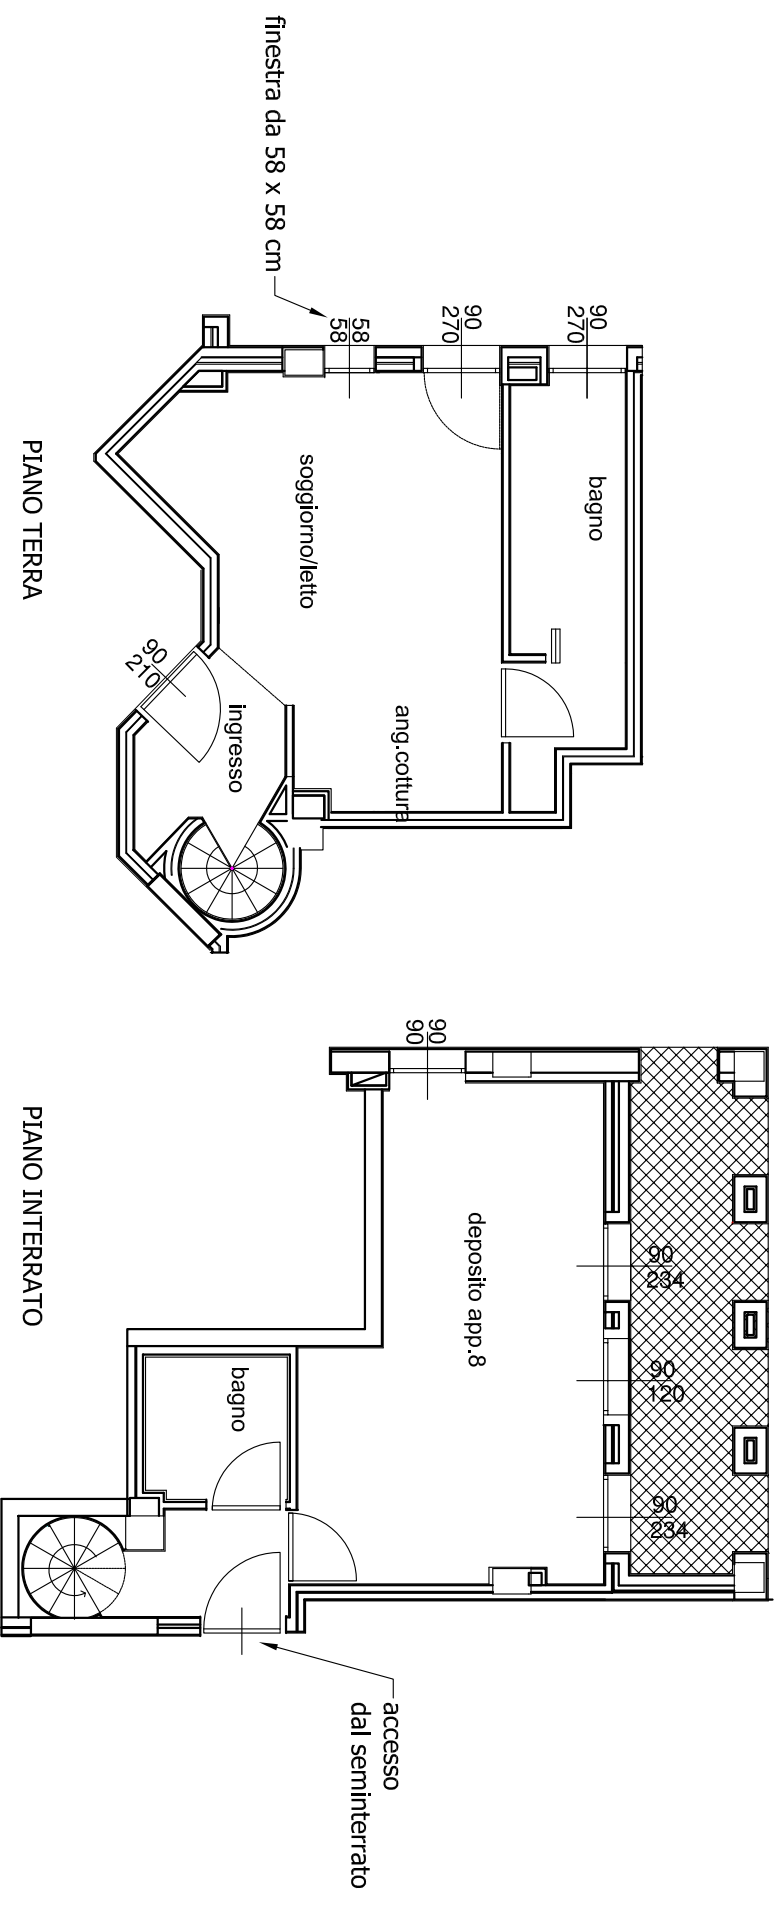 finestra da 58 x 58 cm
90
270
90
270
58
58
bagno
soggiorno/letto
ang.cottura
ingresso
90
210
PIANO TERRA
90
90
90
234
90
120
90
234
deposito app.8
bagno
accesso
dal seminterrato
PIANO INTERRATO